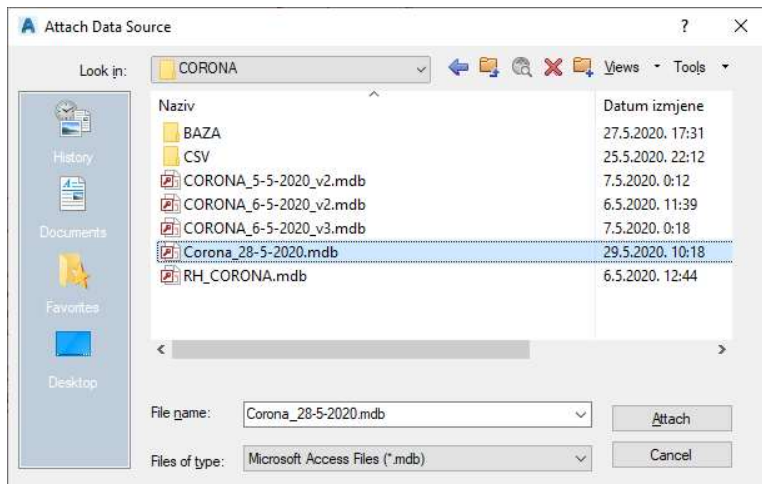 Attach Data Source
? ×
Look in: CORONA Views Tools
Naziv Datum izmjene
BAZA 27.5.2020. 17:31
CSV 25.5.2020. 22:12
CORONA_5-5-2020_v2.mdb 7.5.2020. 0:12
CORONA_6-5-2020_v2.mdb 6.5.2020. 11:39
CORONA_6-5-2020_v3.mdb 7.5.2020. 0:18
Corona_28-5-2020.mdb 29.5.2020. 10:18
RH_CORONA.mdb 6.5.2020. 12:44
History
Documents
Favorites
Desktop
File name: Corona_28-5-2020.mdb Attach
Files of type: Microsoft Access Files (*.mdb) Cancel